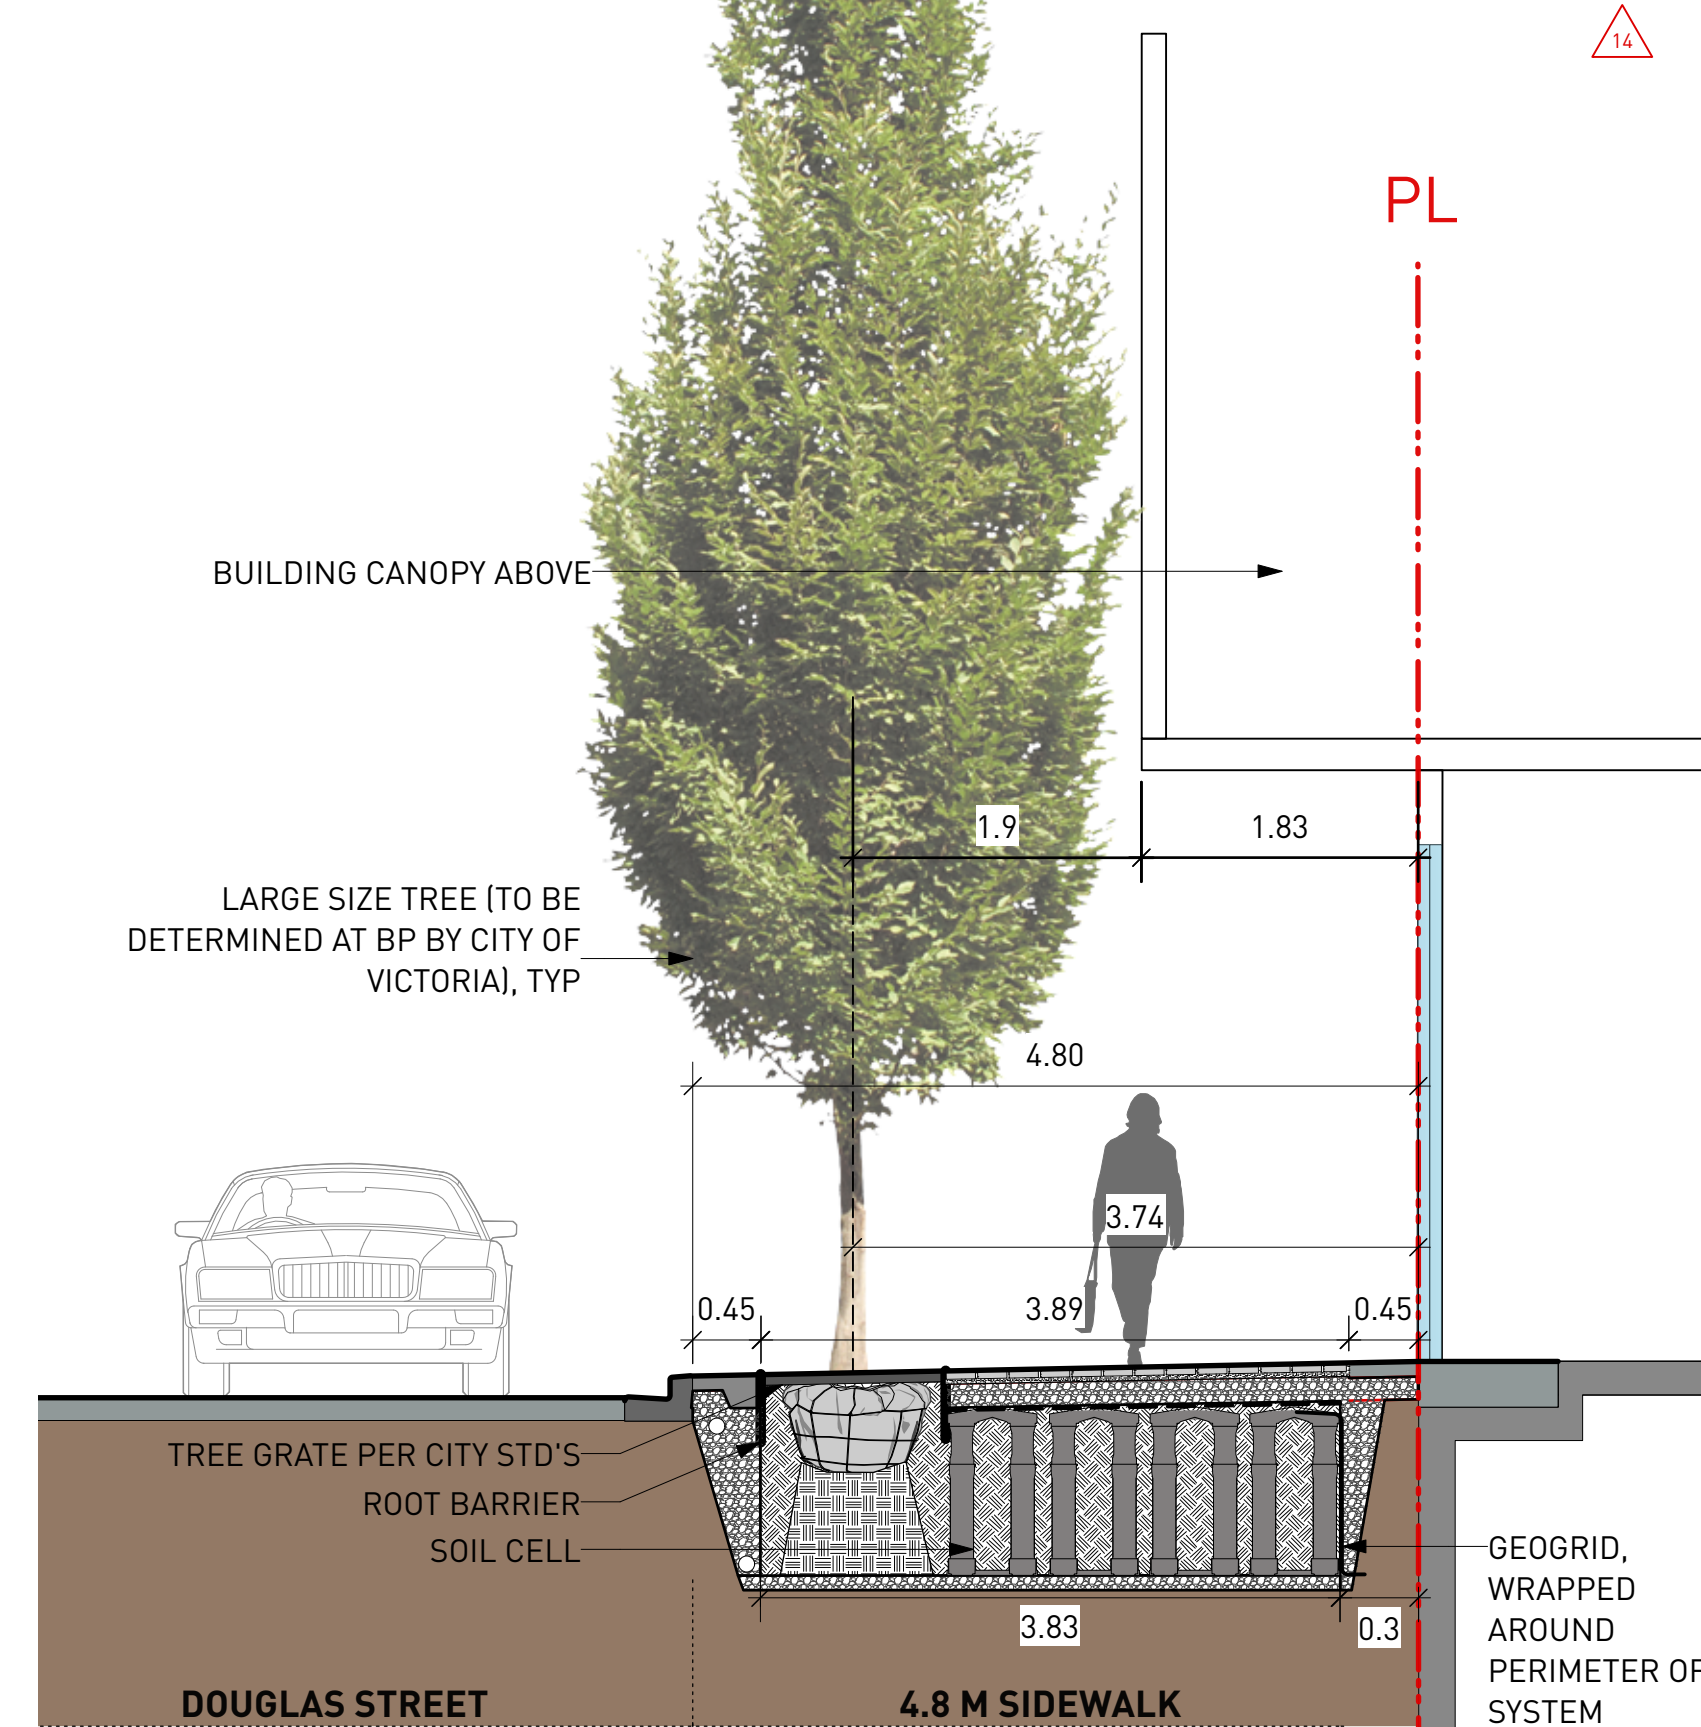 14
PL
BUILDING CANOPY ABOVE
1.9
1.83
LARGE SIZE TREE (TO BE
DETERMINED AT BP BY CITY OF
VICTORIA), TYP
4.80
3.74
0.45
3.89
0.45
TREE GRATE PER CITY STD'S
ROOT BARRIER
SOIL CELL
GEOGRID,
WRAPPED
AROUND
PERIMETER OF
SYSTEM
3.83
0.3
DOUGLAS STREET
4.8 M SIDEWALK